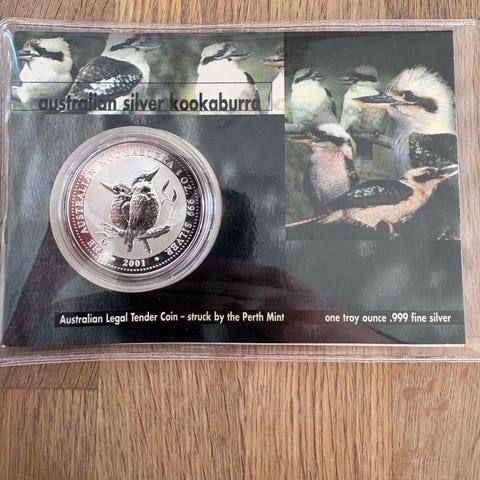 australian silver kookaburra
THE AUSTRALIAN KOOKABURRA 1 OZ. 999 SILVER
2001
Australian Legal Tender Coin – struck by the Perth Mint
one troy ounce .999 fine silver